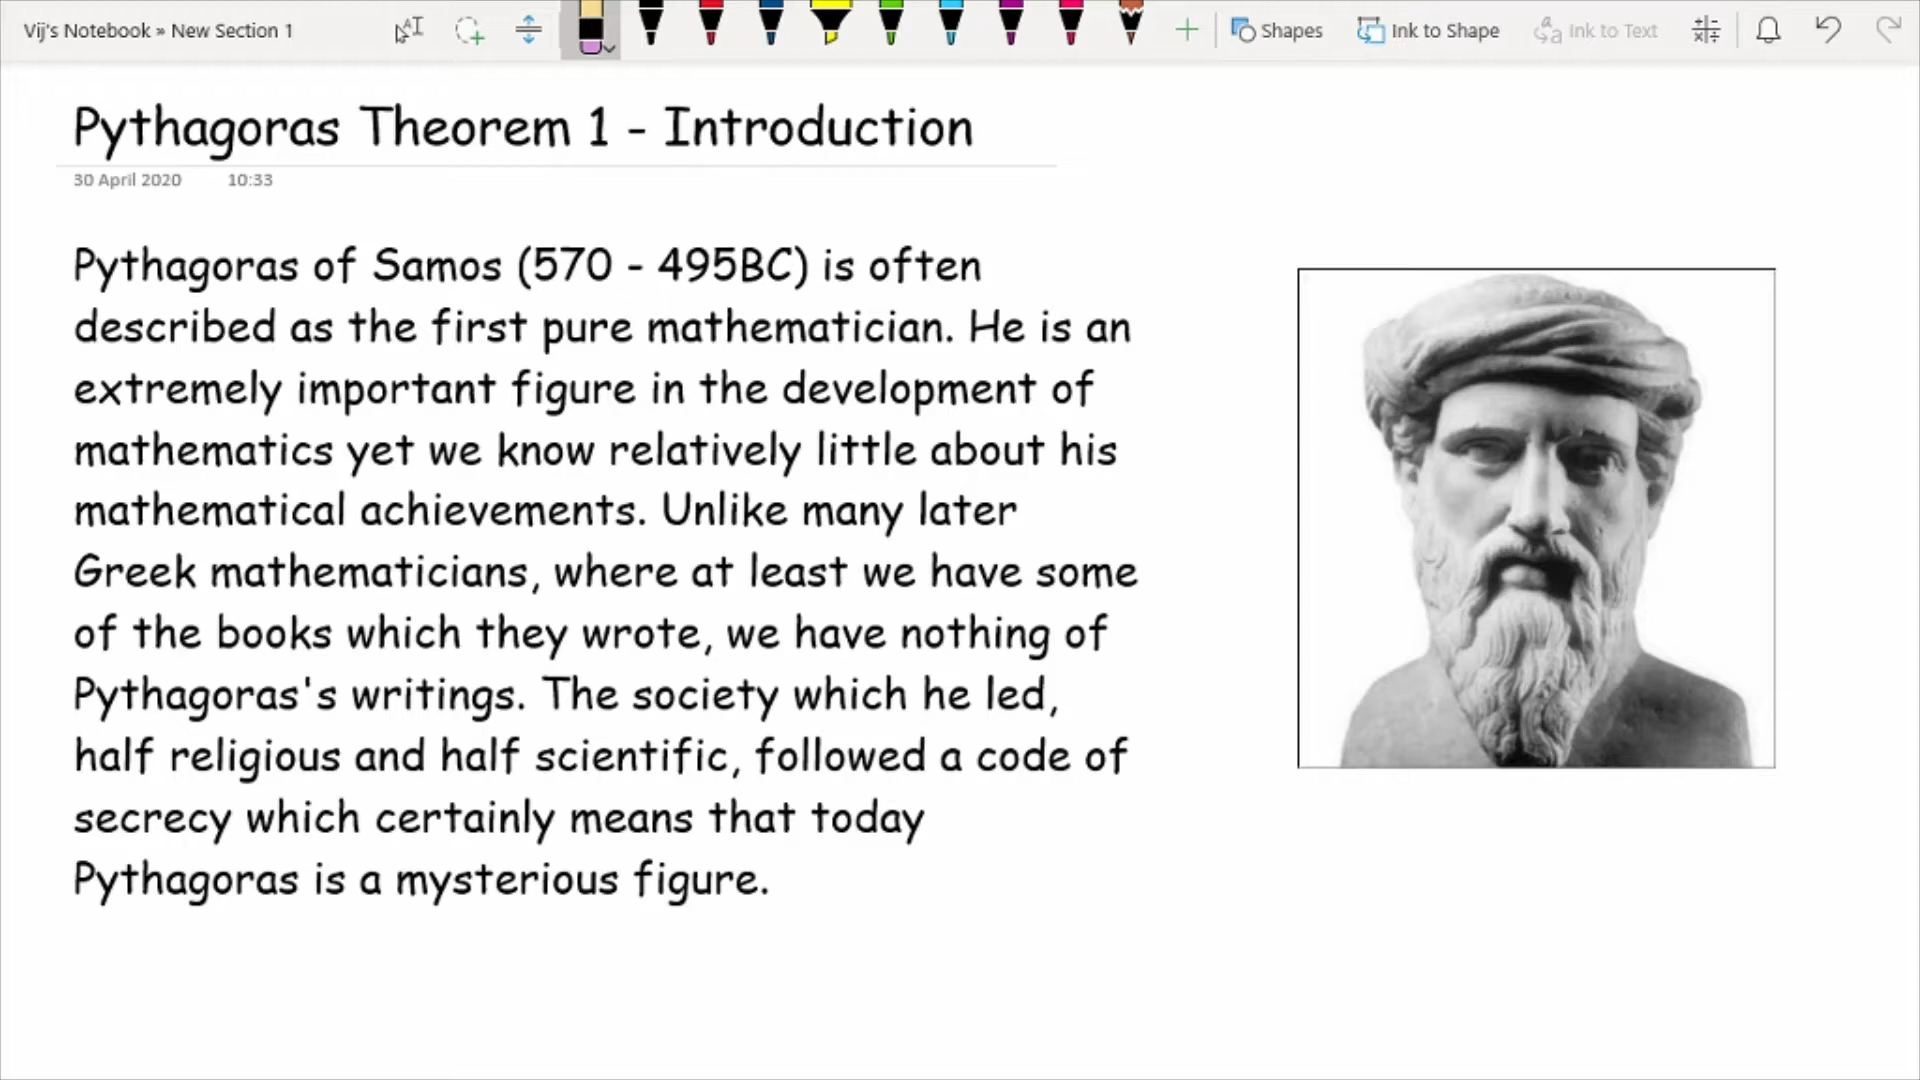 Vij's Notebook » New Section 1
Shapes
Ink to Shape
Ink to Text
Pythagoras Theorem 1 - Introduction
30 April 2020 10:33
Pythagoras of Samos (570 - 495BC) is often
described as the first pure mathematician. He is an
extremely important figure in the development of
mathematics yet we know relatively little about his
mathematical achievements. Unlike many later
Greek mathematicians, where at least we have some
of the books which they wrote, we have nothing of
Pythagoras's writings. The society which he led,
half religious and half scientific, followed a code of
secrecy which certainly means that today
Pythagoras is a mysterious figure.